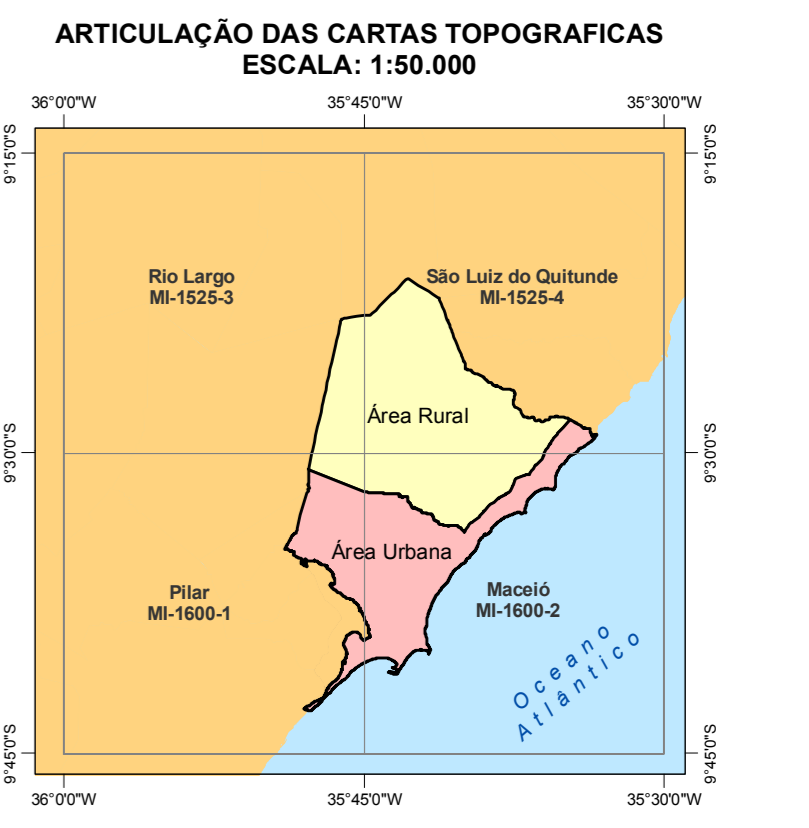 ARTICULAÇÃO DAS CARTAS TOPOGRAFICAS
ESCALA: 1:50.000
36°0'0"W
35°45'0"W
35°30'0"W
9°15'0"S
9°15'0"S
Rio Largo
MI-1525-3
São Luiz do Quitunde
MI-1525-4
Área Rural
9°30'0"S
9°30'0"S
Área Urbana
Pilar
MI-1600-1
Maceió
MI-1600-2
Oceano
Atlântico
9°45'0"S
9°45'0"S
36°0'0"W
35°45'0"W
35°30'0"W